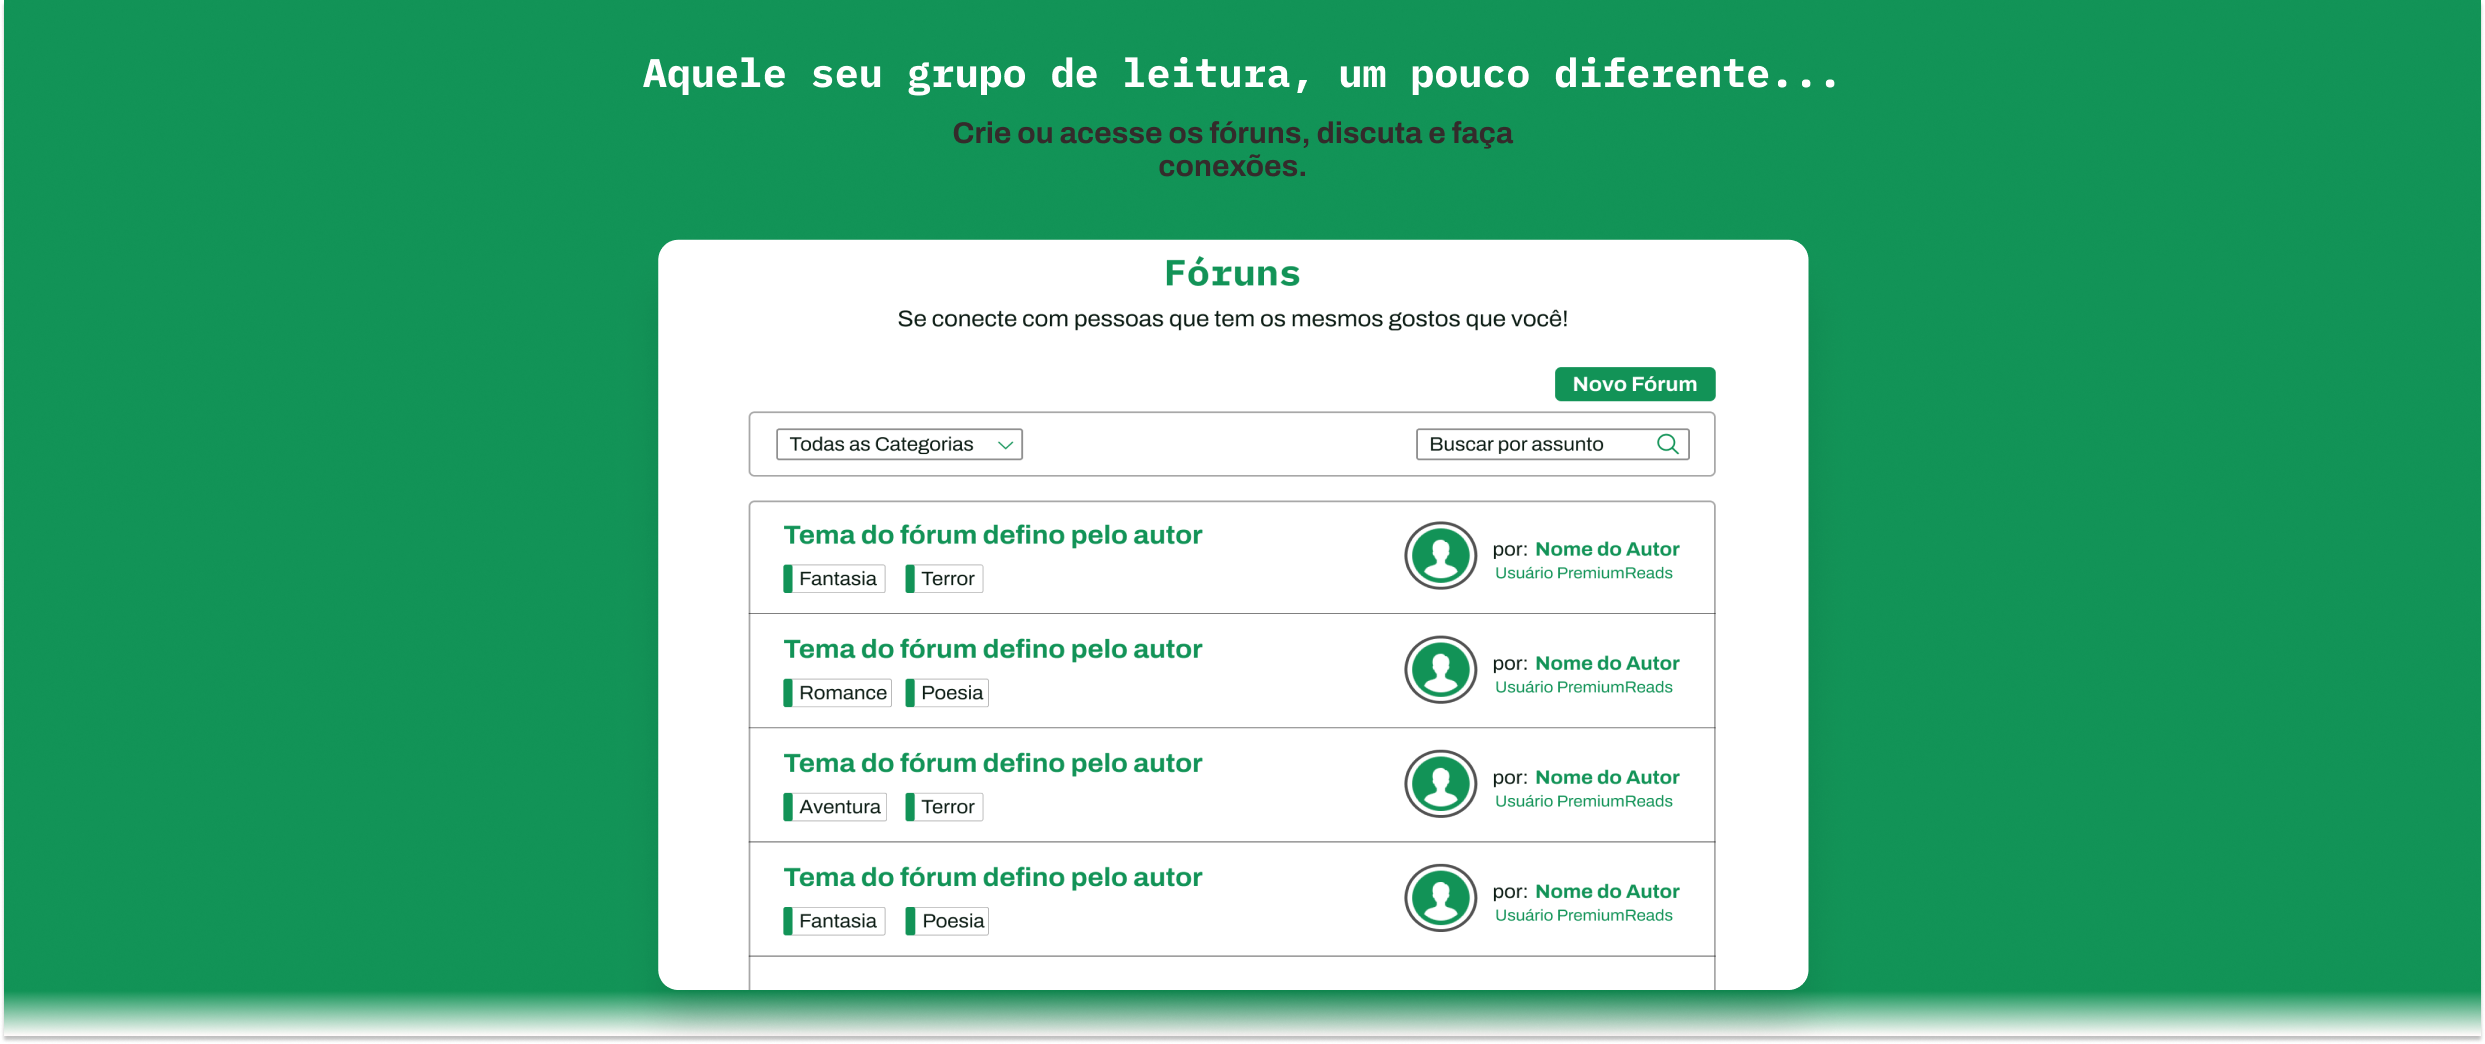 Aquele seu grupo de leitura, um pouco diferente...
Crie ou acesse os fóruns, discuta e faça
conexões.
Fóruns
Se conecte com pessoas que tem os mesmos gostos que você!
Novo Fórum
Todas as Categorias
Buscar por assunto
Tema do fórum defino pelo autor
Fantasia
Terror
por: Nome do Autor
Usuário PremiumReads
Tema do fórum defino pelo autor
Romance
Poesia
por: Nome do Autor
Usuário PremiumReads
Tema do fórum defino pelo autor
Aventura
Terror
por: Nome do Autor
Usuário PremiumReads
Tema do fórum defino pelo autor
Fantasia
Poesia
por: Nome do Autor
Usuário PremiumReads